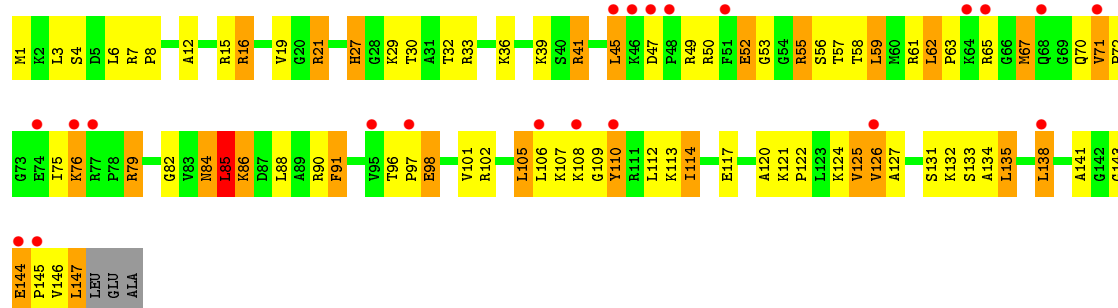 M1 K2 L3 S4 D5 L6 R7 P8 A12 R15 R16 V19 G20 R21 H27 G28 K29 T30 A31 T32 R33 K36 K39 S40 R41 L45 K46 D47 P48 R49 R50 F51 E52 G53 G54 R55 S56 T57 T58 L59 M60 R61 L62 P63 K64 R65 G66 M67 Q68 G69 Q70 V71 P72
G73 E74 I75 K76 R77 P78 R79 G82 V83 N84 L85 K86 D87 L88 A89 R90 F91 V95 T96 P97 E98 V101 R102 L105 L106 K107 K108 G109 Y110 R111 L112 K113 I114 E117 A120 K121 P122 L123 K124 V125 V126 A127 S131 K132 S133 A134 L135 L138 A141 G142 G143
E144 P145 V146 L147 LEU GLU ALA